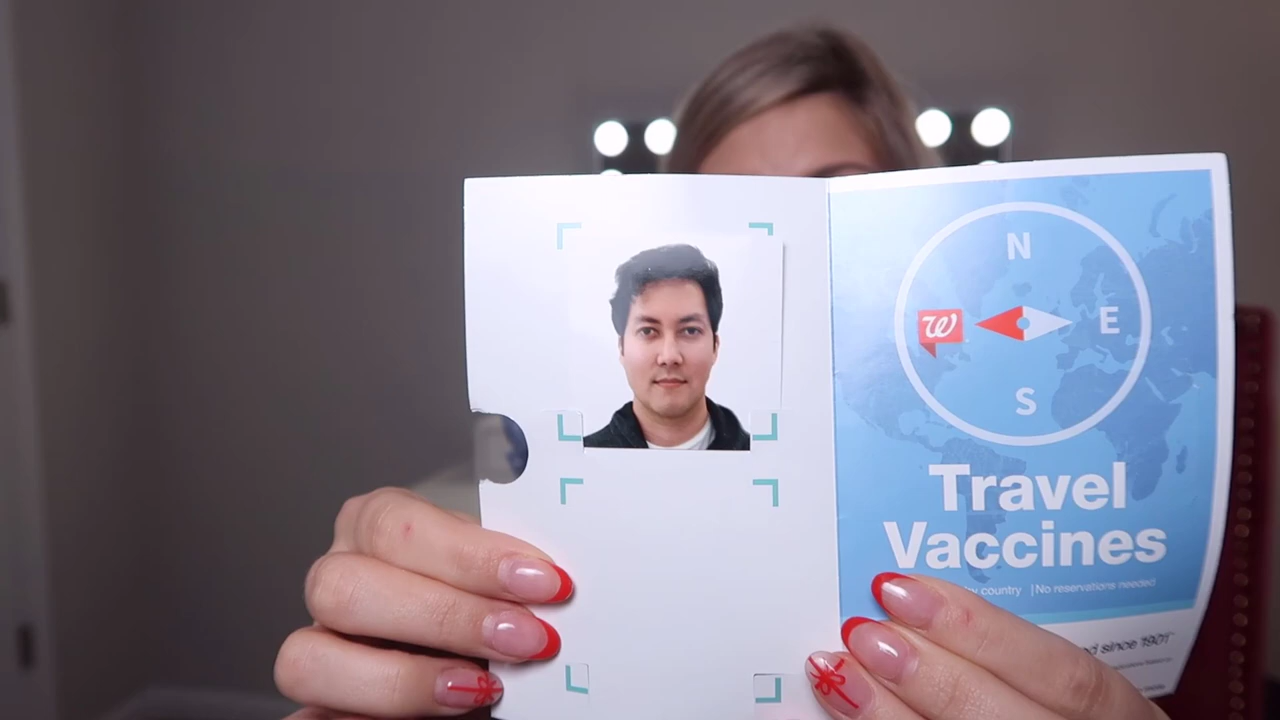 N
W
E
S
Travel
Vaccines
country | No reservations needed
since 1901